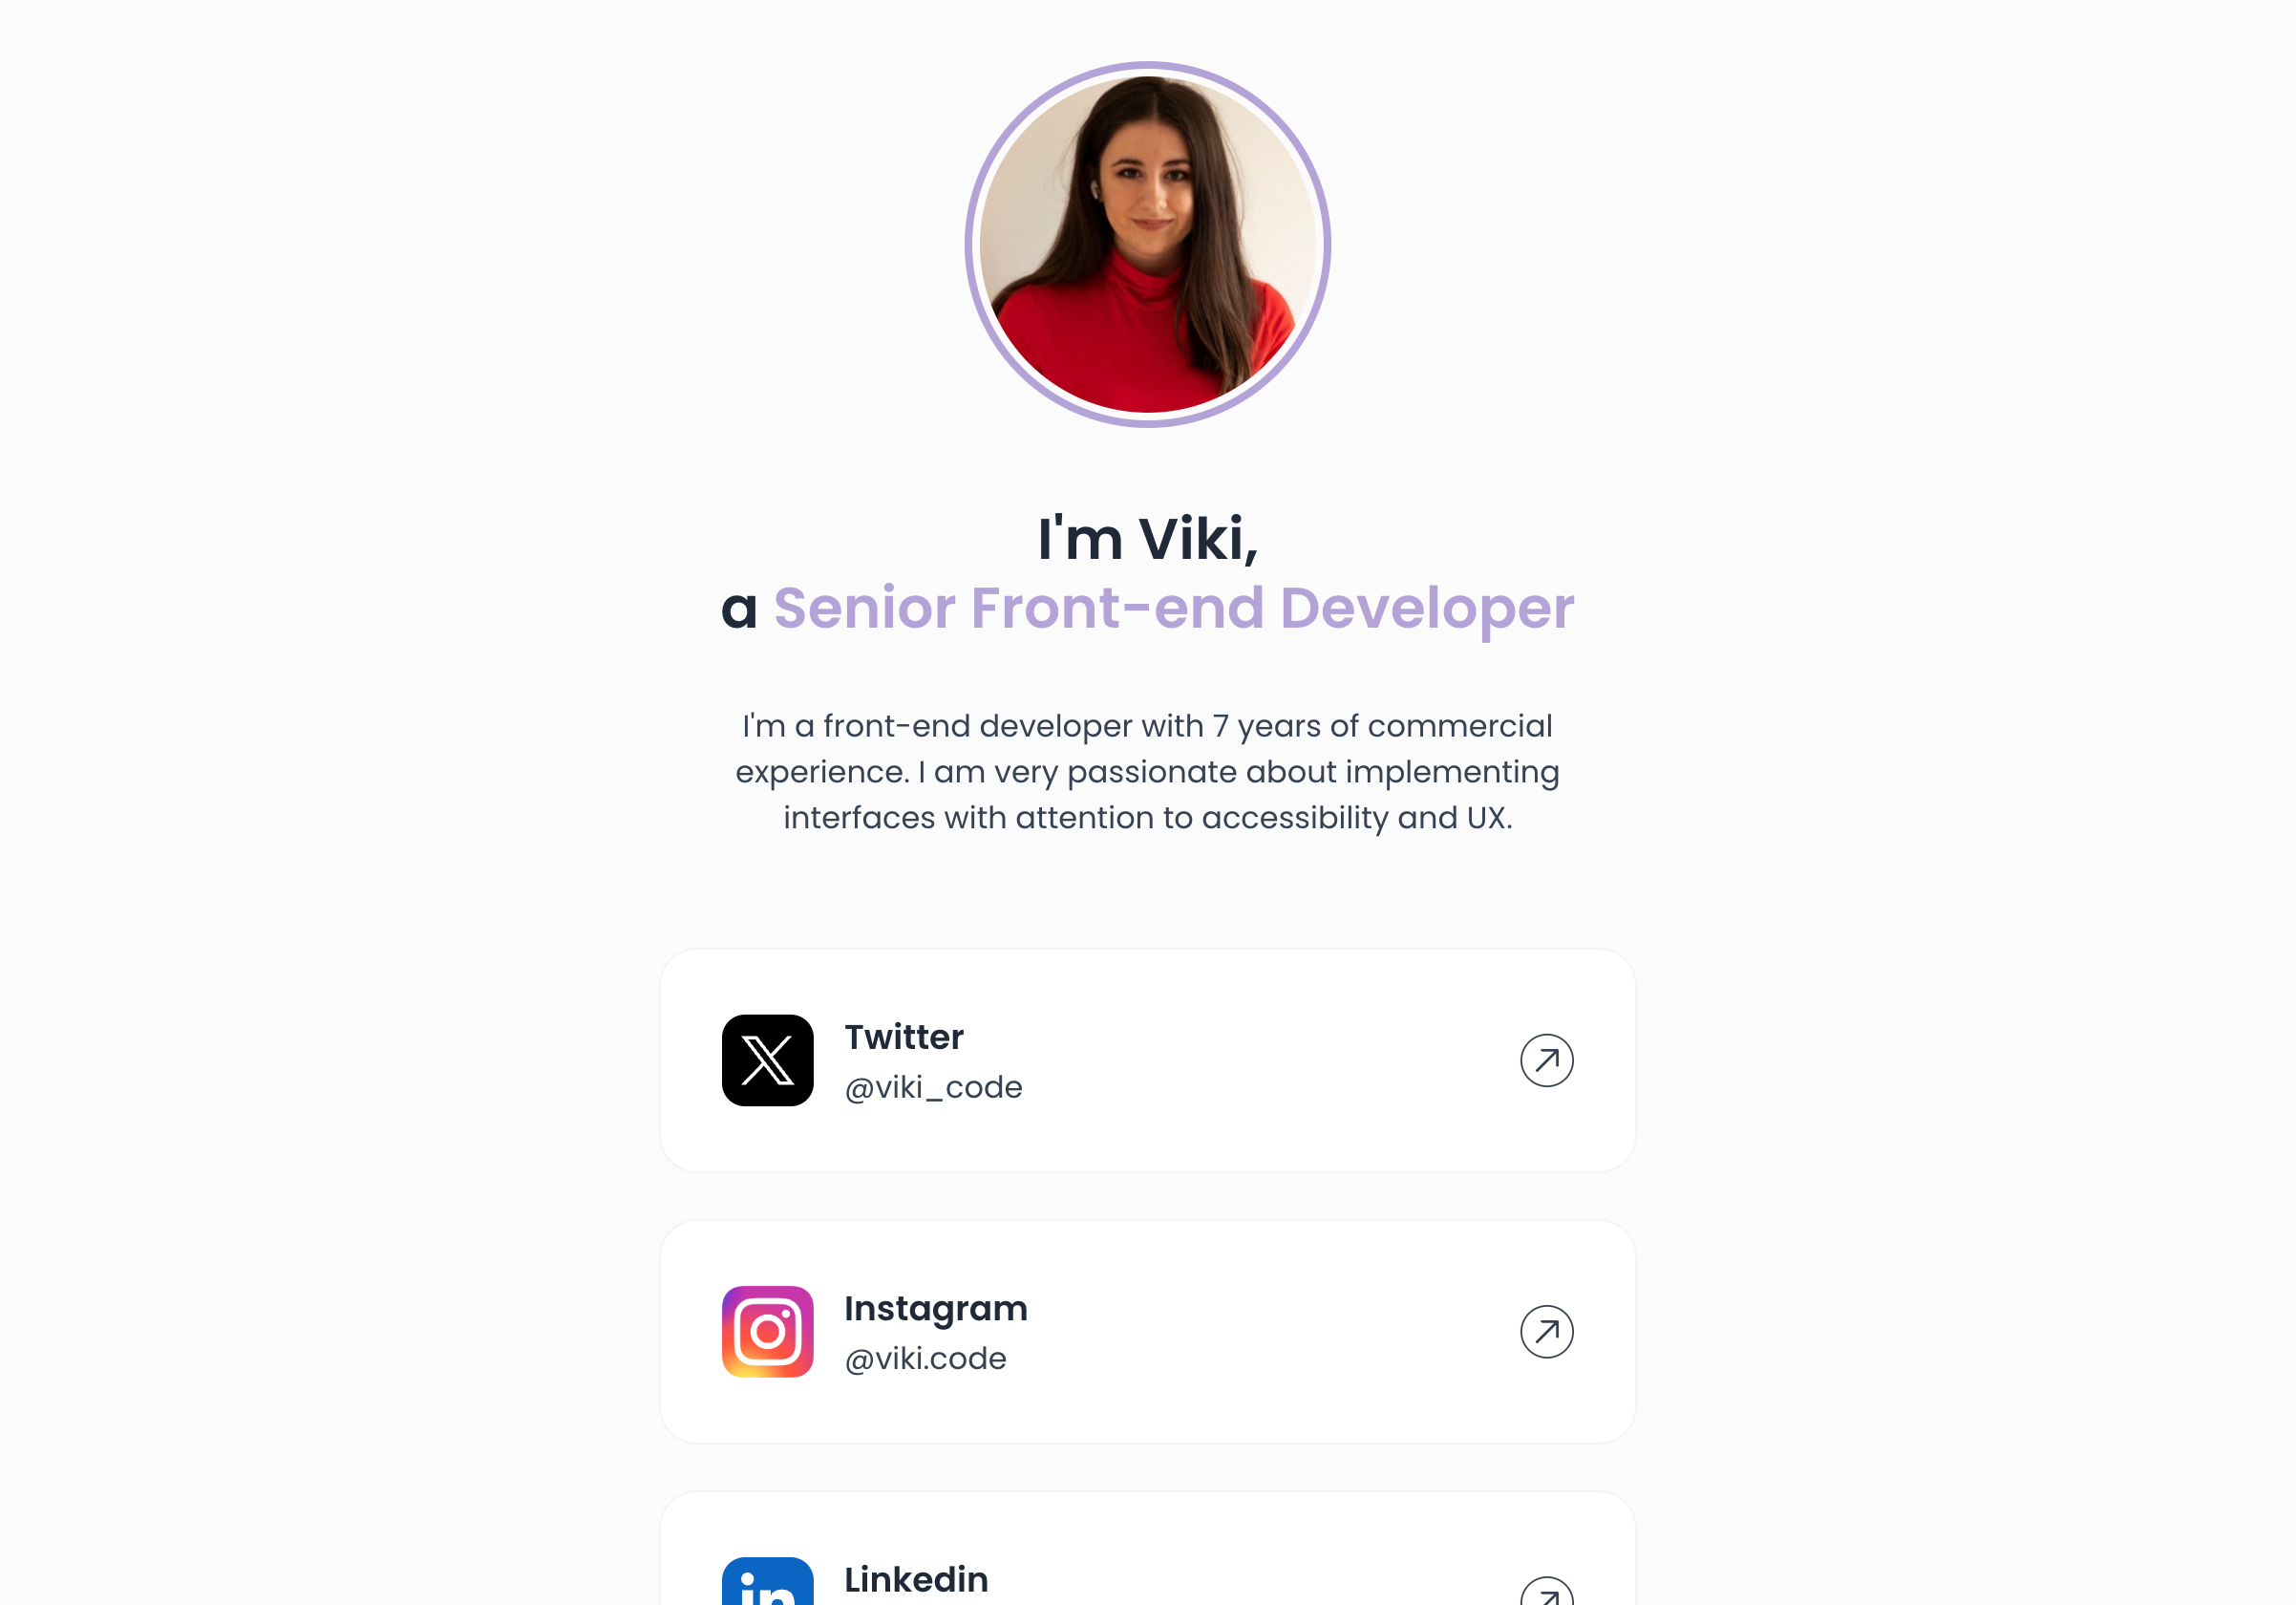 I'm Viki,
a Senior Front-end Developer
I'm a front-end developer with 7 years of commercial
experience. I am very passionate about implementing
interfaces with attention to accessibility and UX.
Twitter
@viki_code
Instagram
@viki.code
in
Linkedin